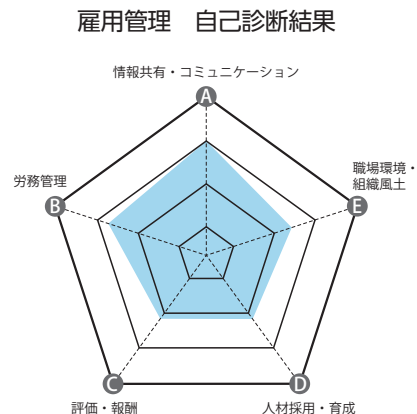 雇用管理　自己診断結果
情報共有・コミュニケーション
A
職場環境・
組織風土
労務管理
B
E
C
D
評価・報酬
人材採用・育成